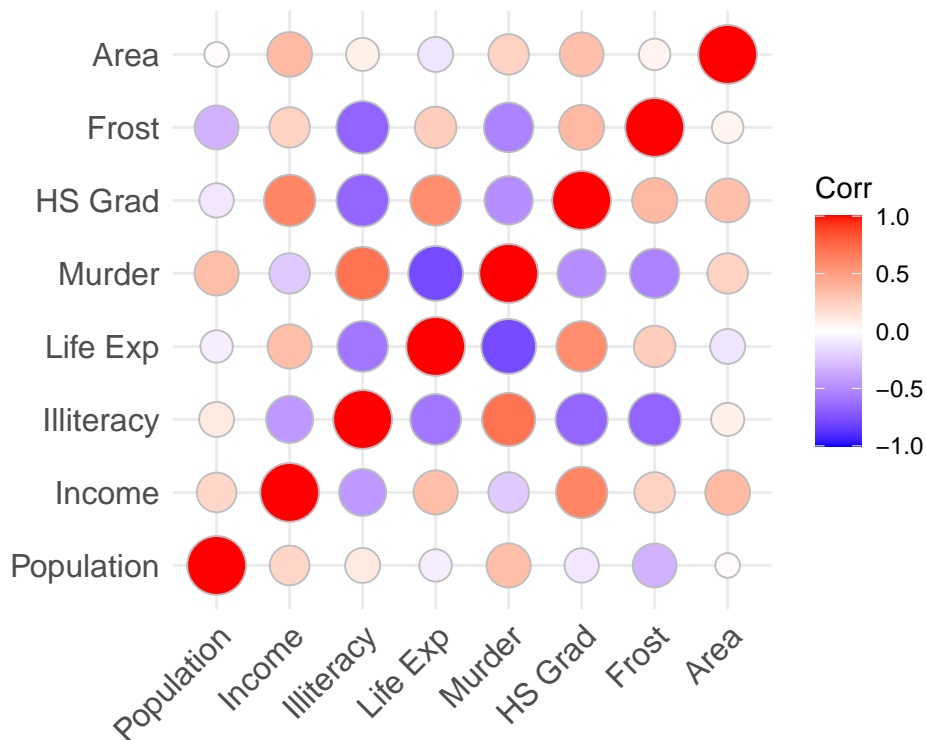 Area
Frost
HS Grad
Murder
Life Exp
Illiteracy
Income
Population
Population
Income
Illiteracy
Life Exp
Murder
HS Grad
Frost
Area
Corr
1.0
0.5
0.0
−0.5
−1.0